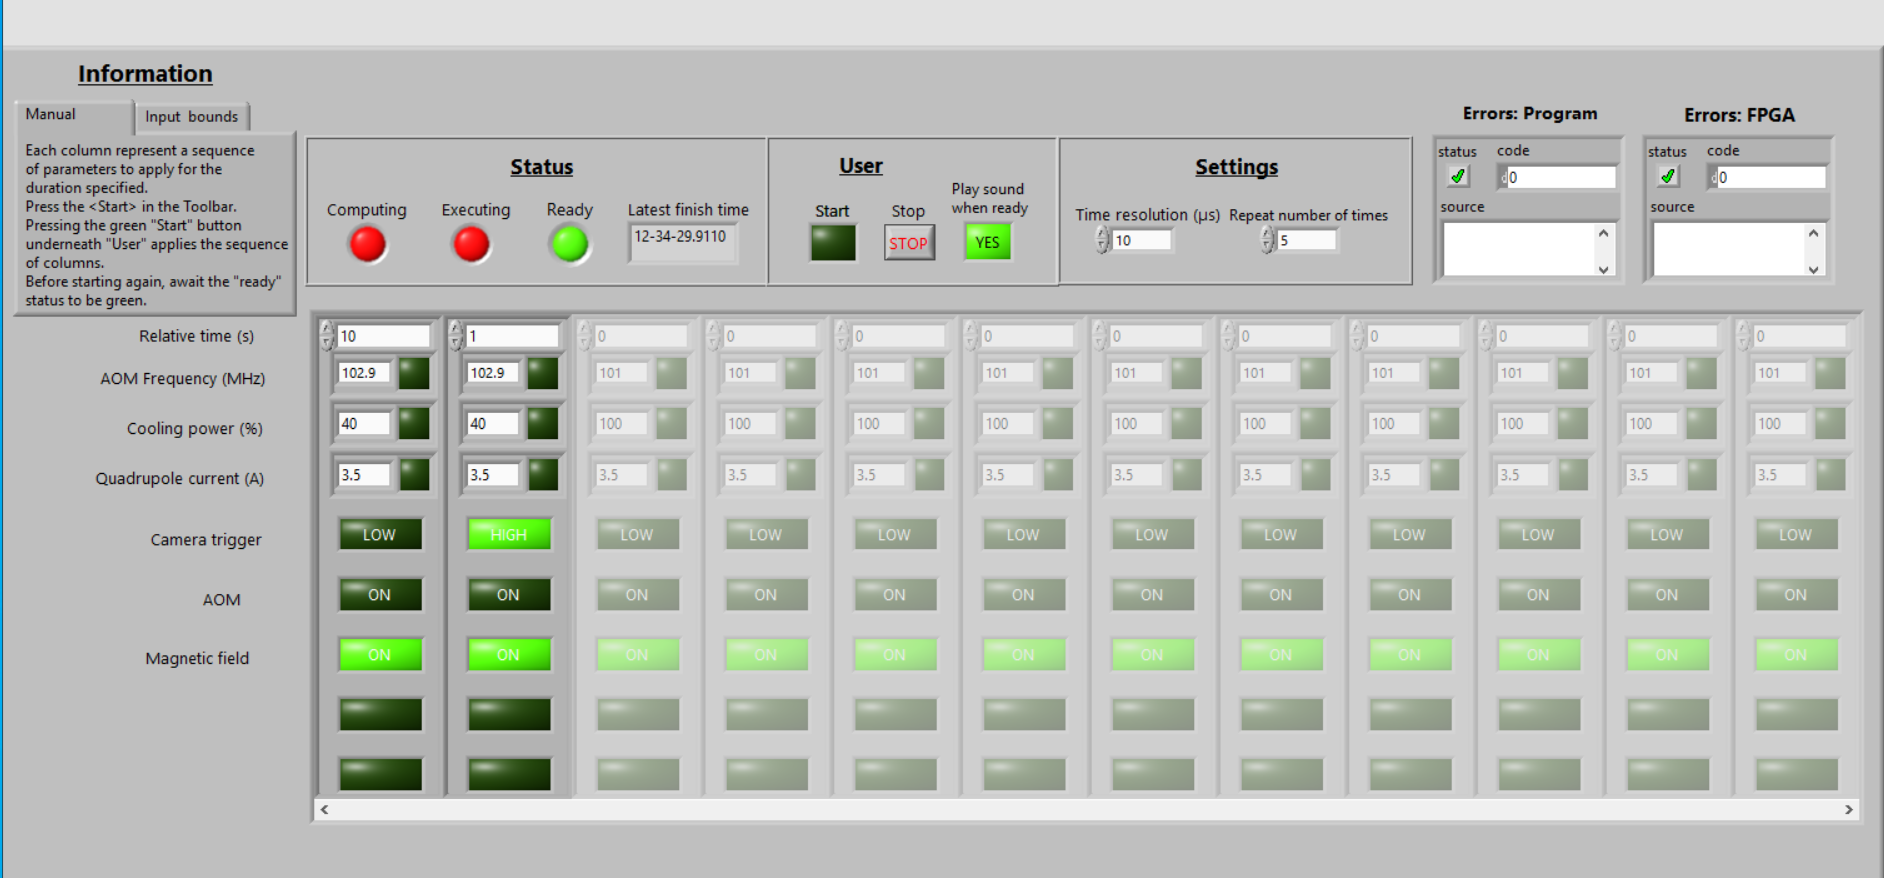 Information
Manual
Input bounds
Each column represent a sequence
of parameters to apply for the
duration specified.
Press the <Start> in the Toolbar.
Pressing the green "Start" button
underneath "User" applies the sequence
of columns.
Before starting again, await the "ready"
status to be green.
Status
Computing Executing Ready Latest finish time
12-34-29.9110
User
Start Stop Play sound
when ready
STOP YES
Settings
Time resolution (µs) Repeat number of times
10 5
Errors: Program
status code
d 0
source
Errors: FPGA
status code
d 0
source
Relative time (s) 10 1 0 0 0 0 0 0 0 0 0 0
AOM Frequency (MHz) 102.9 102.9 101 101 101 101 101 101 101 101 101 101
Cooling power (%) 40 40 100 100 100 100 100 100 100 100 100 100
Quadrupole current (A) 3.5 3.5 3.5 3.5 3.5 3.5 3.5 3.5 3.5 3.5 3.5 3.5
Camera trigger LOW HIGH LOW LOW LOW LOW LOW LOW LOW LOW LOW LOW
AOM ON ON ON ON ON ON ON ON ON ON ON ON
Magnetic field ON ON ON ON ON ON ON ON ON ON ON ON